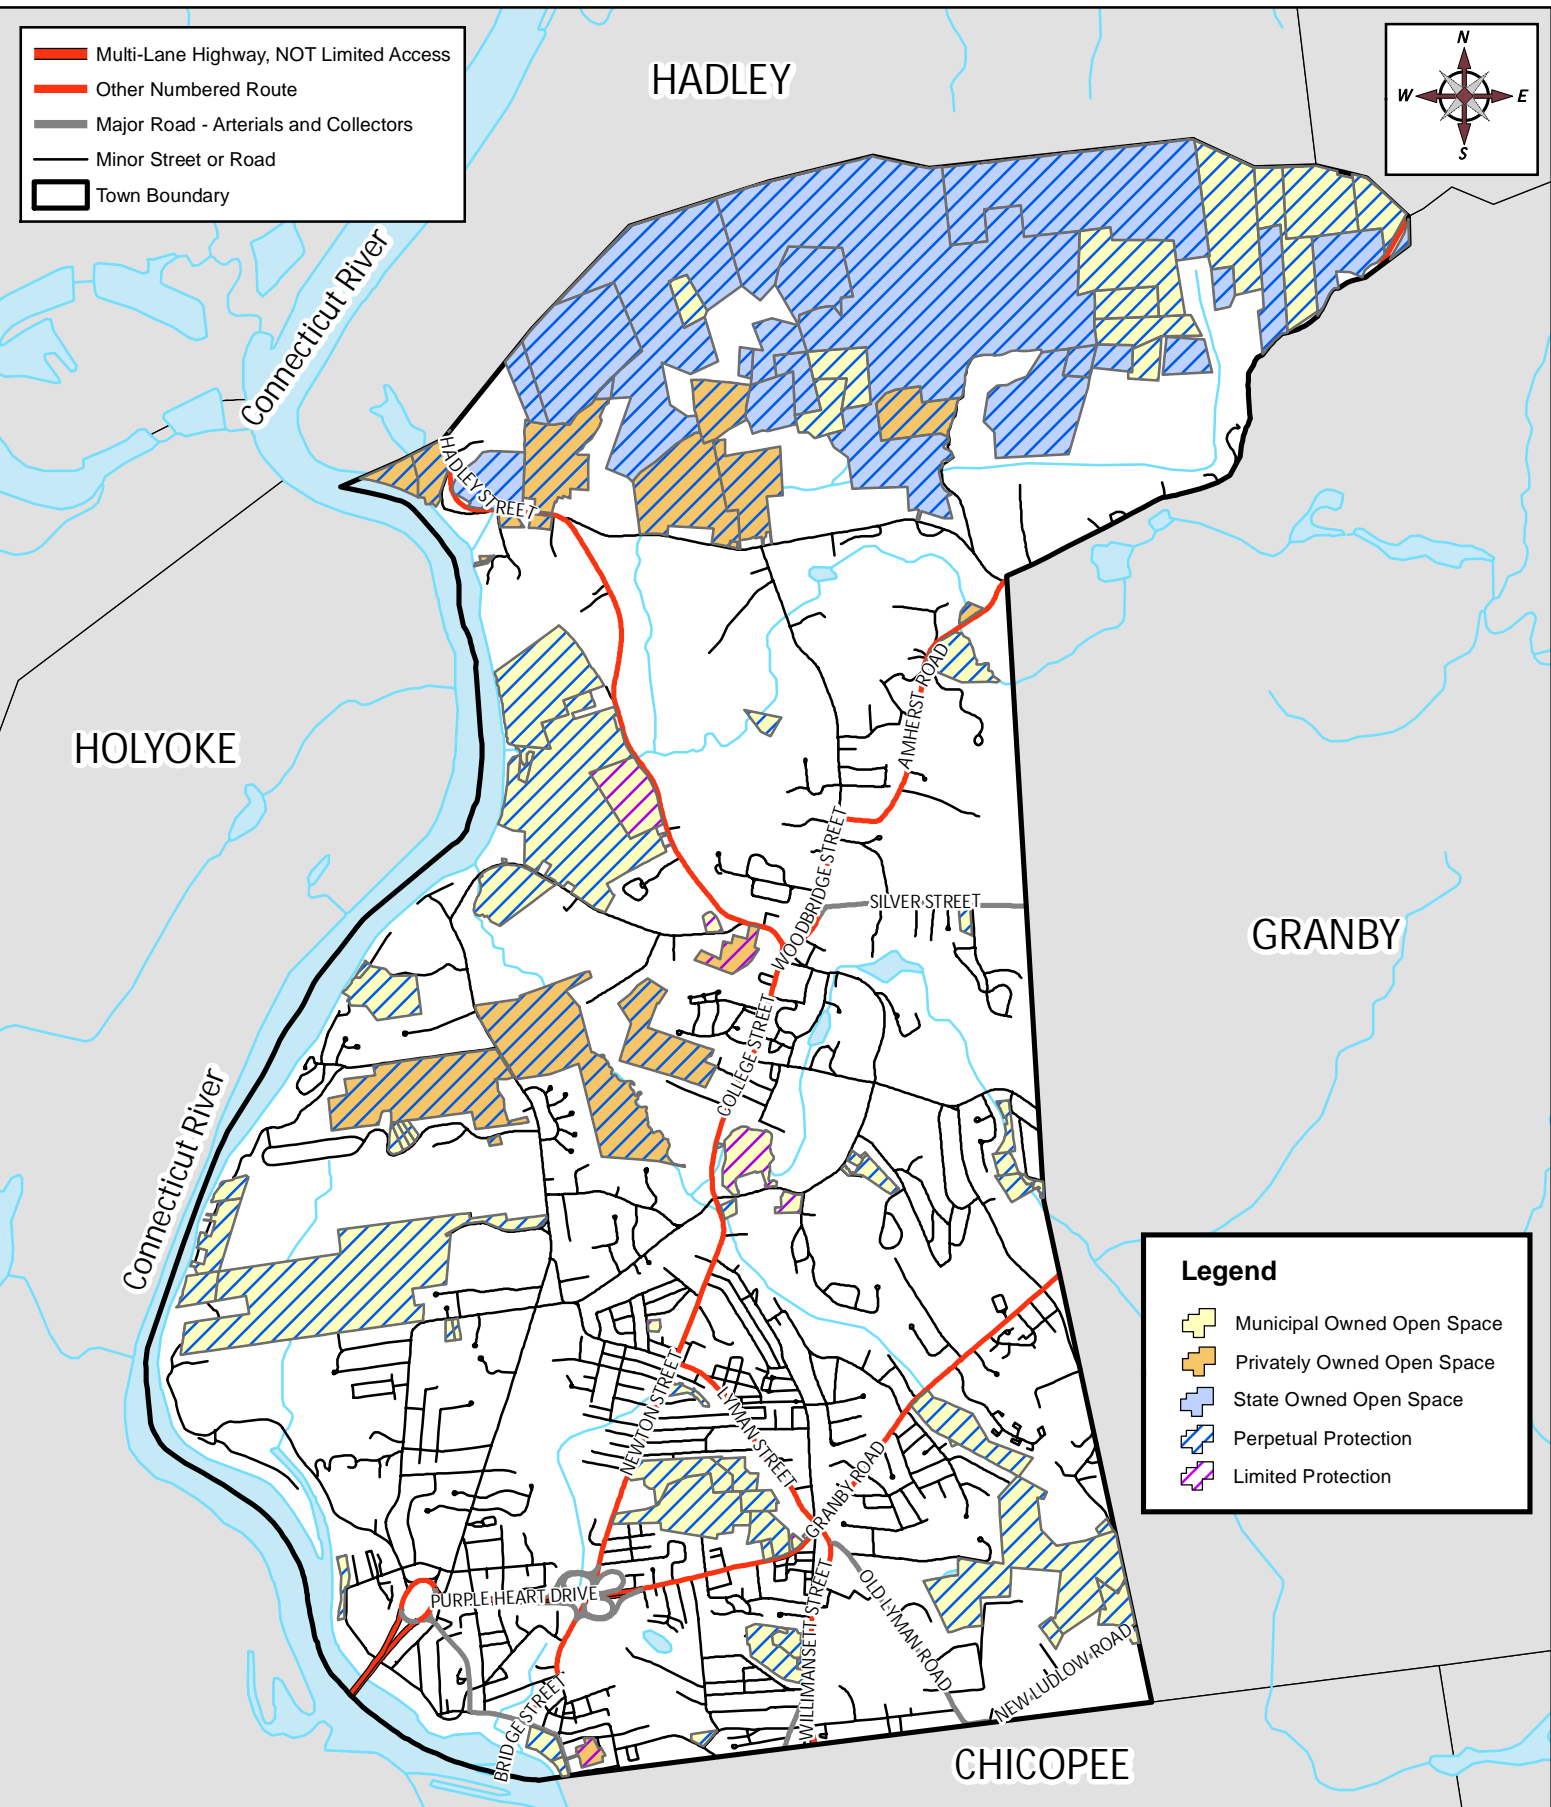 Multi-Lane Highway, NOT Limited Access
Other Numbered Route
Major Road - Arterials and Collectors
Minor Street or Road
Town Boundary
HADLEY
N
W
E
S
Connecticut River
HADLEY STREET
HOLYOKE
AMHERST ROAD
WOODBRIDGE STREET
SILVER STREET
GRANBY
COLLEGE STREET
Connecticut River
Legend
Municipal Owned Open Space
Privately Owned Open Space
State Owned Open Space
Perpetual Protection
Limited Protection
NEWTON STREET
LYMAN STREET
GRANBY ROAD
PURPLE HEART DRIVE
OLD LYMAN ROAD
WILLIMANSETT STREET
NEW LUDLOW ROAD
BRIDGE STREET
CHICOPEE